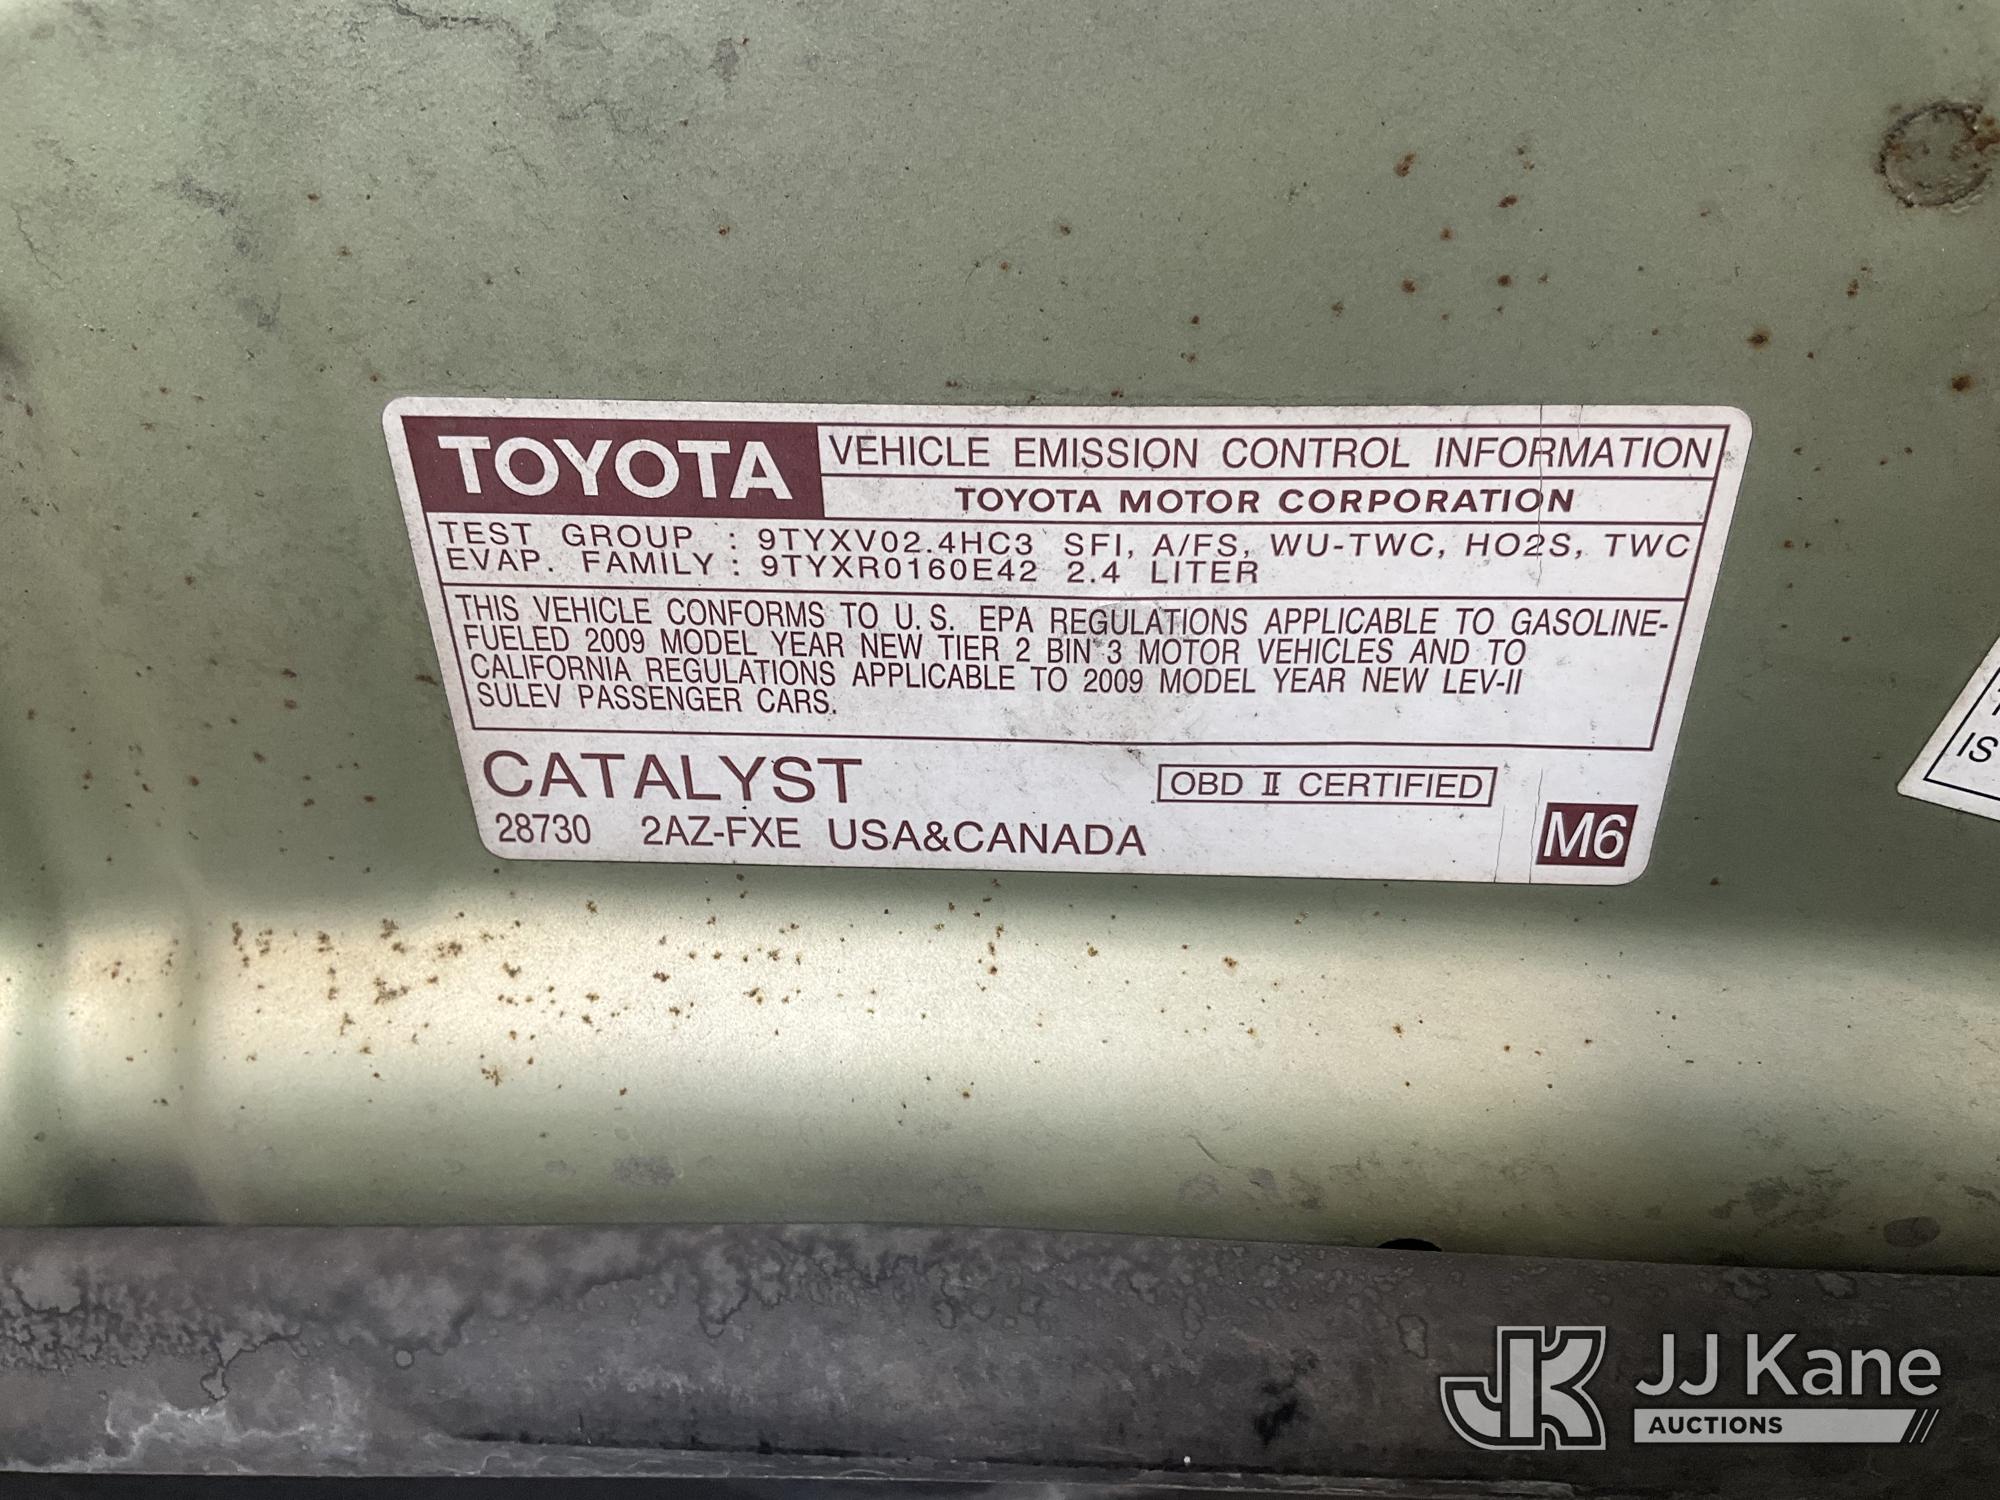 TOYOTA
VEHICLE EMISSION CONTROL INFORMATION
TOYOTA MOTOR CORPORATION
TEST GROUP : 9TYXV02.4HC3 SFI, A/FS, WU-TWC, HO2S, TWC
EVAP. FAMILY : 9TYXR0160E42 2.4 LITER
THIS VEHICLE CONFORMS TO U.S. EPA REGULATIONS APPLICABLE TO GASOLINE-
FUELED 2009 MODEL YEAR NEW TIER 2 BIN 3 MOTOR VEHICLES AND TO
CALIFORNIA REGULATIONS APPLICABLE TO 2009 MODEL YEAR NEW LEV-II
SULEV PASSENGER CARS.
CATALYST
OBD II CERTIFIED
28730 2AZ-FXE USA&CANADA
M6
IS
JK JJ Kane
AUCTIONS